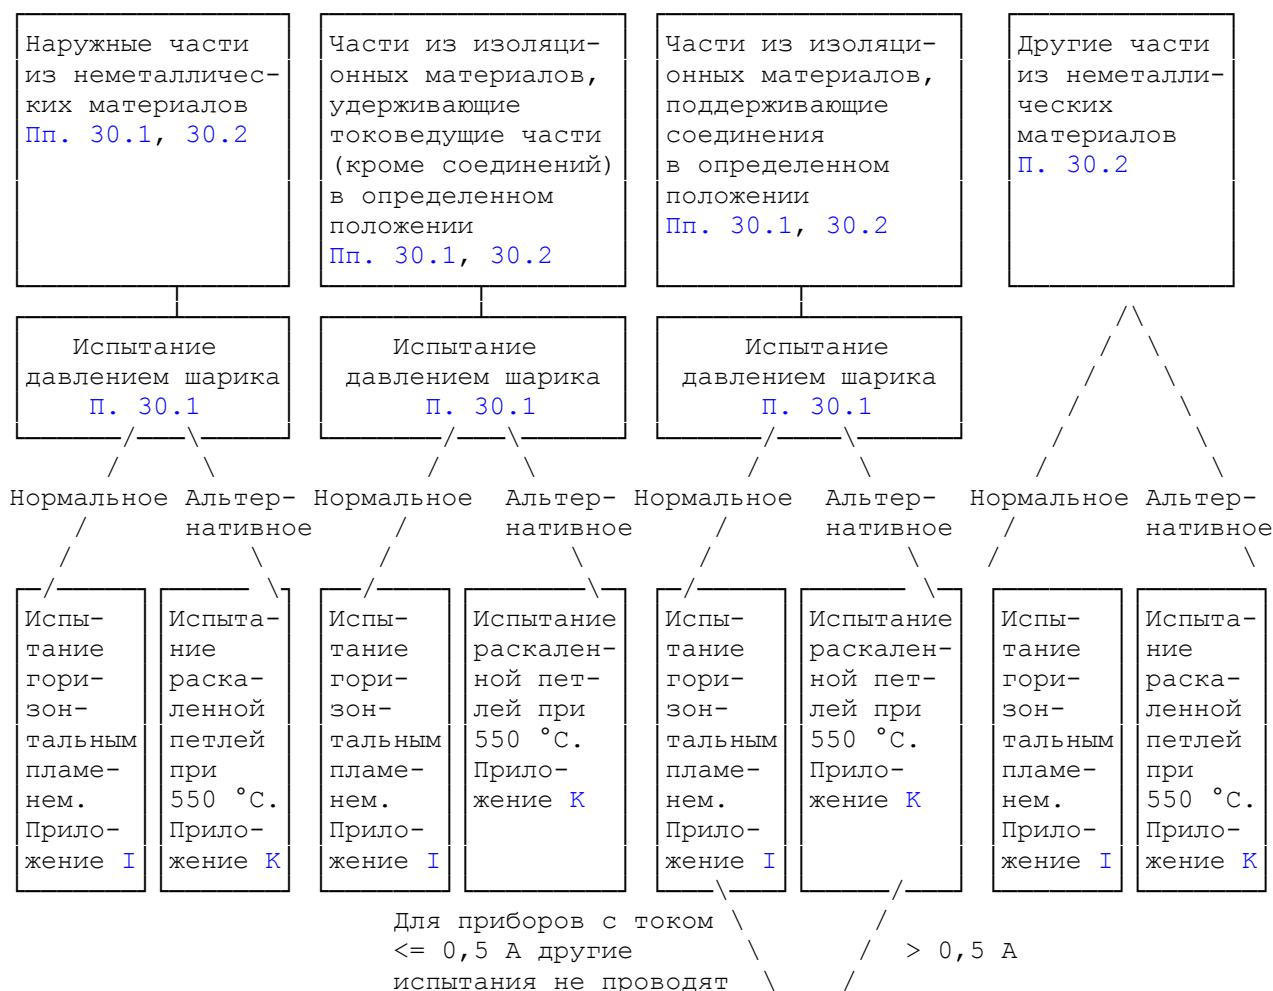 Наружные части
из неметалличес-
ких материалов
Пп. 30.1, 30.2
Части из изоляци-
онных материалов,
удерживающие
токоведущие части
(кроме соединений)
в определенном
положении
Пп. 30.1, 30.2
Части из изоляци-
онных материалов,
поддерживающие
соединения
в определенном
положении
Пп. 30.1, 30.2
Другие части
из неметалли-
ческих
материалов
П. 30.2
Испытание
давлением шарика
П. 30.1
Испытание
давлением шарика
П. 30.1
Испытание
давлением шарика
П. 30.1
Нормальное
Альтер-
нативное
Нормальное
Альтер-
нативное
Нормальное
Альтер-
нативное
Нормальное
Альтер-
нативное
Испы-
тание
гори-
зон-
тальным
пламе-
нем.
Прило-
жение I
Испыта-
ние
раска-
ленной
петлей
при
550 °C.
Прило-
жение K
Испы-
тание
гори-
зон-
тальным
пламе-
нем.
Прило-
жение I
Испытание
раскален-
ной пет-
лей при
550 °C.
Прило-
жение K
Испы-
тание
гори-
зон-
тальным
пламе-
нем.
Прило-
жение I
Испытание
раскален-
ной пет-
лей при
550 °C.
Прило-
жение K
Испы-
тание
гори-
зон-
тальным
пламе-
нем.
Прило-
жение I
Испыта-
ние
раска-
ленной
петлей
при
550 °C.
Прило-
жение K
Для приборов с током
<= 0,5 А другие
испытания не проводят
> 0,5 А